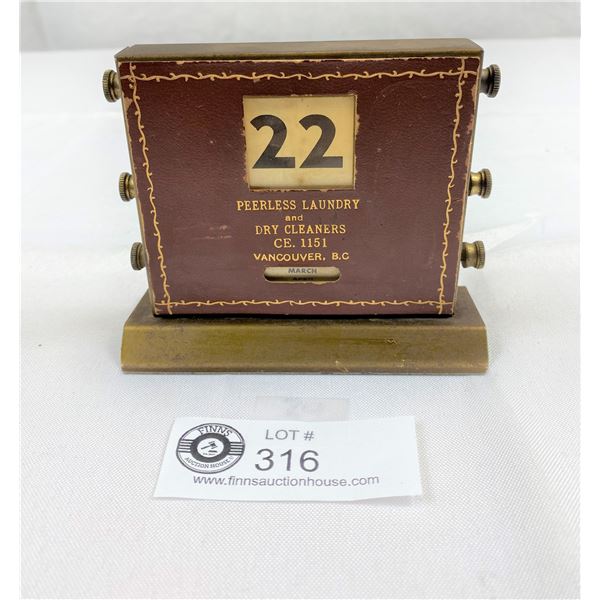 22
PEERLESS LAUNDRY
and
DRY CLEANERS
CE. 1151
VANCOUVER, B.C
MARCH
FINNS
AUCTION HOUSE
LOT #
316
www.finnsauctionhouse.com